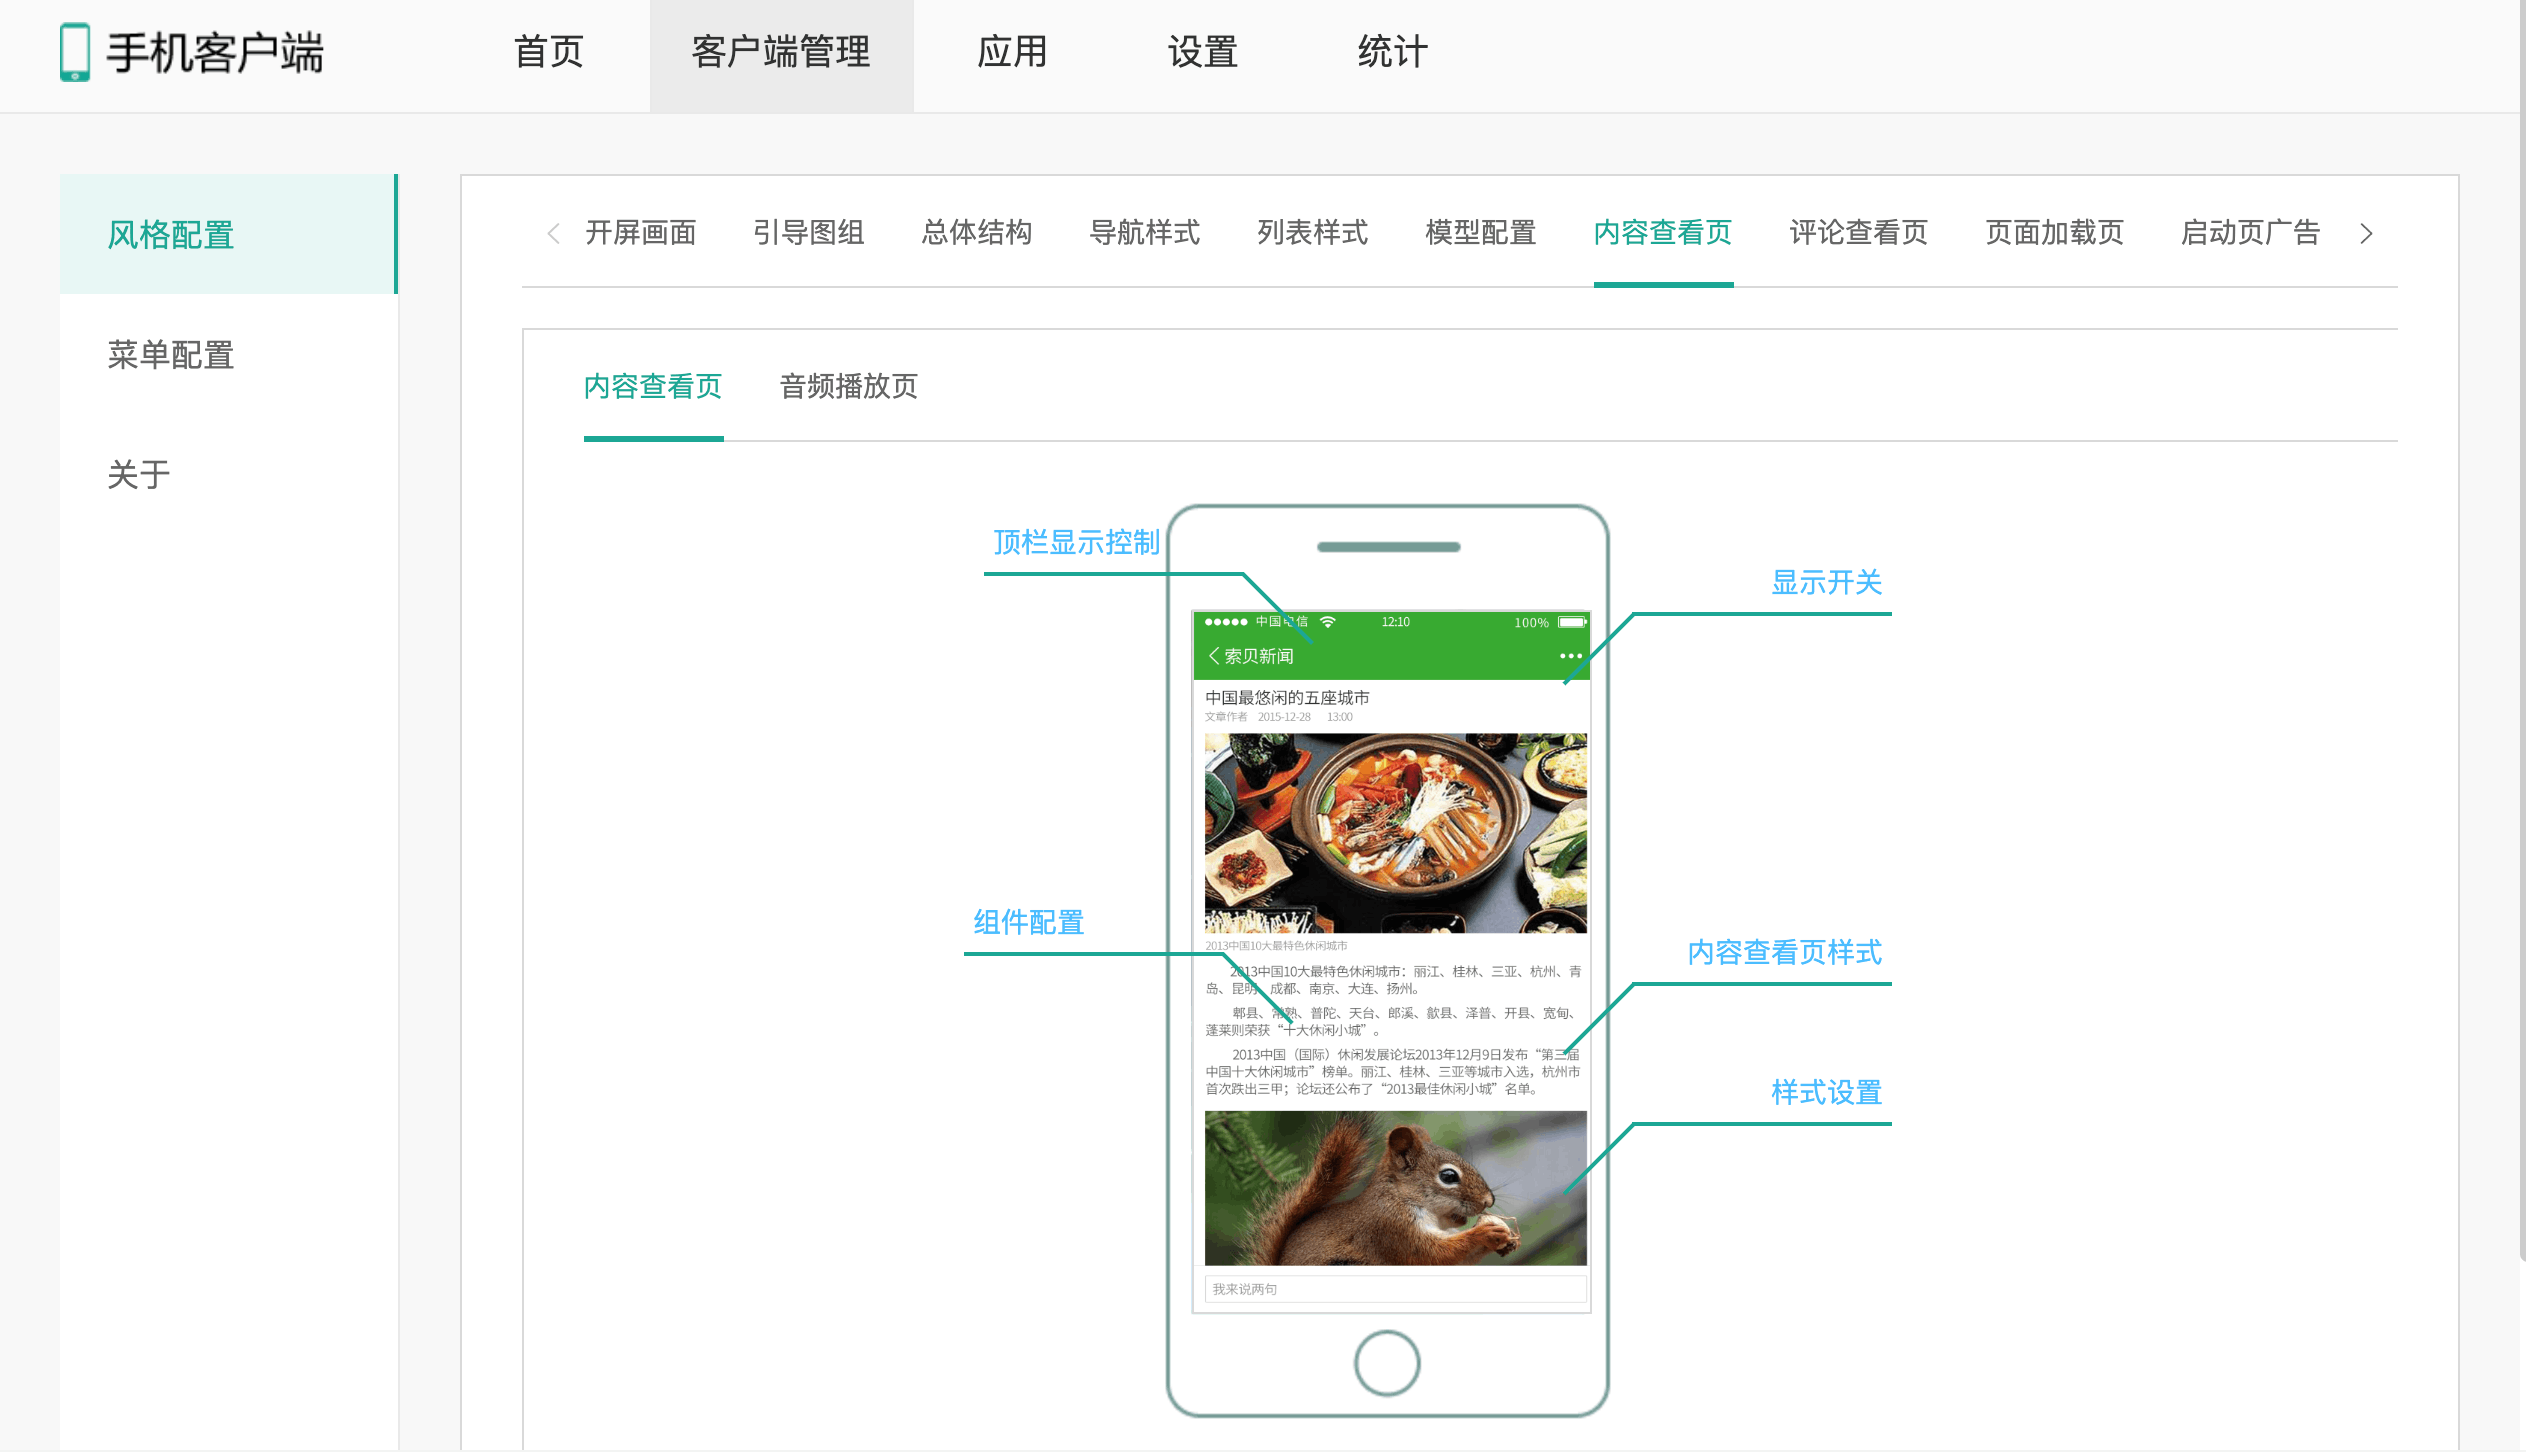 手机客户端
首页
客户端管理
应用
设置
统计
风格配置
菜单配置
关于
开屏画面
引导图组
总体结构
导航样式
列表样式
模型配置
内容查看页
评论查看页
页面加载页
启动页广告
内容查看页
音频播放页
顶栏显示控制
显示开关
中国电信
12:10
100%
索贝新闻
中国最悠闲的五座城市
文章作者 2015-12-28 13:00
组件配置
2013中国10大最特色休闲城市
内容查看页样式
2013中国10大最特色休闲城市：丽江、桂林、三亚、杭州、青
岛、昆明、成都、南京、大连、扬州。
郫县、常熟、普陀、天台、郎溪、歙县、泽普、开县、宽甸、
蓬莱则荣获“十大休闲小城”。
2013中国（国际）休闲发展论坛2013年12月9日发布“第三届
中国十大休闲城市”榜单。丽江、桂林、三亚等城市入选，杭州市
首次跌出三甲；论坛还公布了“2013最佳休闲小城”名单。
样式设置
我来说两句